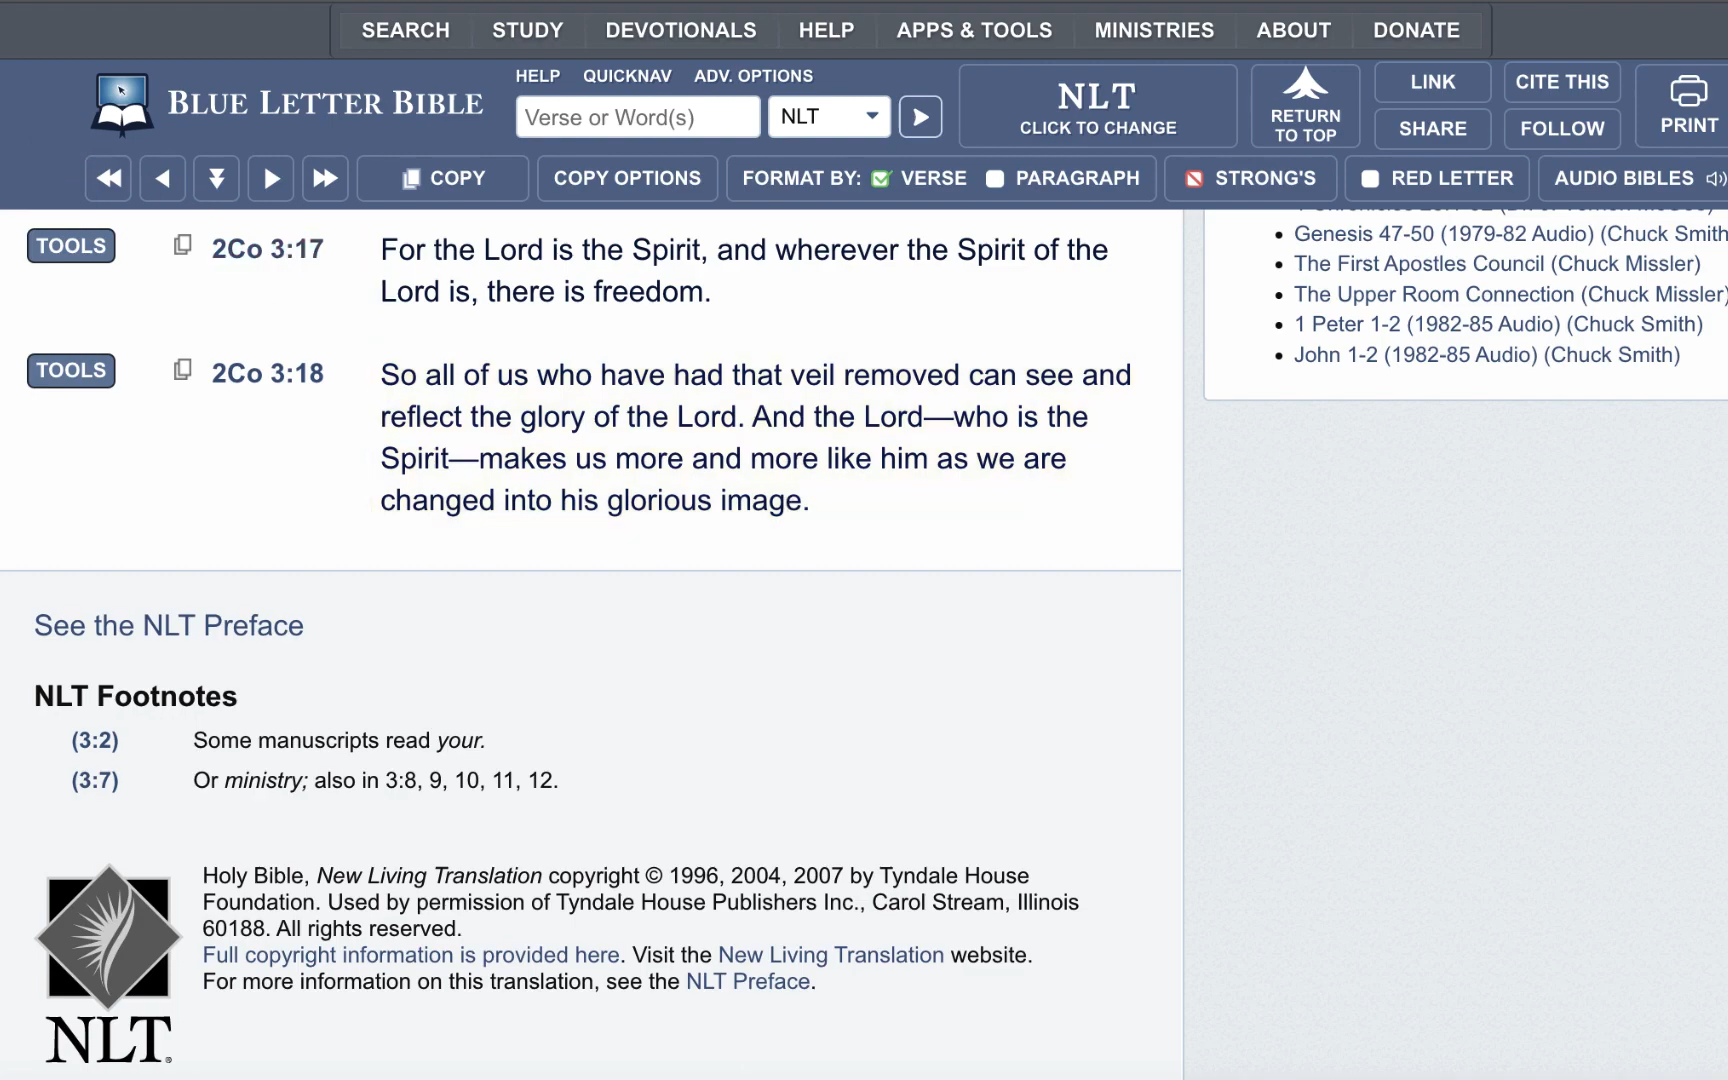 SEARCH STUDY DEVOTIONALS HELP APPS & TOOLS MINISTRIES ABOUT DONATE
BLUE LETTER BIBLE
HELP QUICKNAV ADV. OPTIONS
Verse or Word(s) NLT
NLT
CLICK TO CHANGE
RETURN
TO TOP
LINK CITE THIS
SHARE FOLLOW
PRINT
COPY COPY OPTIONS FORMAT BY: VERSE PARAGRAPH STRONG'S RED LETTER AUDIO BIBLES
TOOLS 2Co 3:17 For the Lord is the Spirit, and wherever the Spirit of the
Lord is, there is freedom.
TOOLS 2Co 3:18 So all of us who have had that veil removed can see and
reflect the glory of the Lord. And the Lord—who is the
Spirit—makes us more and more like him as we are
changed into his glorious image.
Genesis 47-50 (1979-82 Audio) (Chuck Smith
The First Apostles Council (Chuck Missler)
The Upper Room Connection (Chuck Missler)
1 Peter 1-2 (1982-85 Audio) (Chuck Smith)
John 1-2 (1982-85 Audio) (Chuck Smith)
See the NLT Preface
NLT Footnotes
(3:2) Some manuscripts read your.
(3:7) Or ministry; also in 3:8, 9, 10, 11, 12.
Holy Bible, New Living Translation copyright © 1996, 2004, 2007 by Tyndale House
Foundation. Used by permission of Tyndale House Publishers Inc., Carol Stream, Illinois
60188. All rights reserved.
Full copyright information is provided here. Visit the New Living Translation website.
For more information on this translation, see the NLT Preface.
NLT®